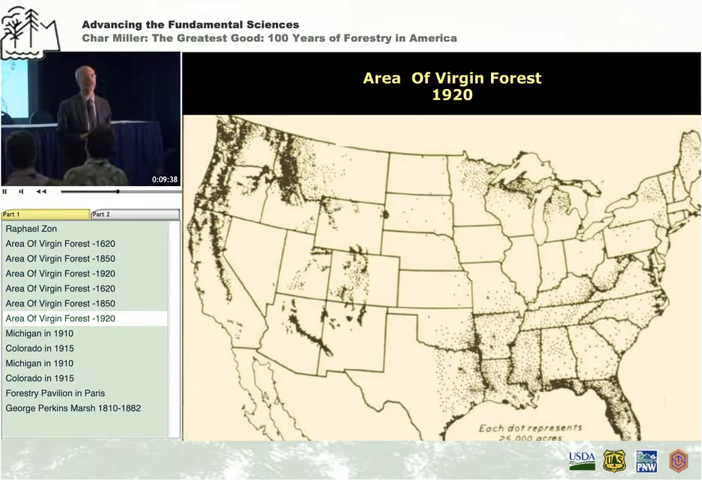 Advancing the Fundamental Sciences
Char Miller: The Greatest Good: 100 Years of Forestry in America
Area Of Virgin Forest
1920
0:09:38
Part 1
Part 2
Raphael Zon
Area Of Virgin Forest -1620
Area Of Virgin Forest -1850
Area Of Virgin Forest -1920
Area Of Virgin Forest -1620
Area Of Virgin Forest -1850
Area Of Virgin Forest -1920
Michigan in 1910
Colorado in 1915
Michigan in 1910
Colorado in 1915
Forestry Pavilion in Paris
George Perkins Marsh 1810-1882
Each dot represents
25,000 acres
USDA
PNW